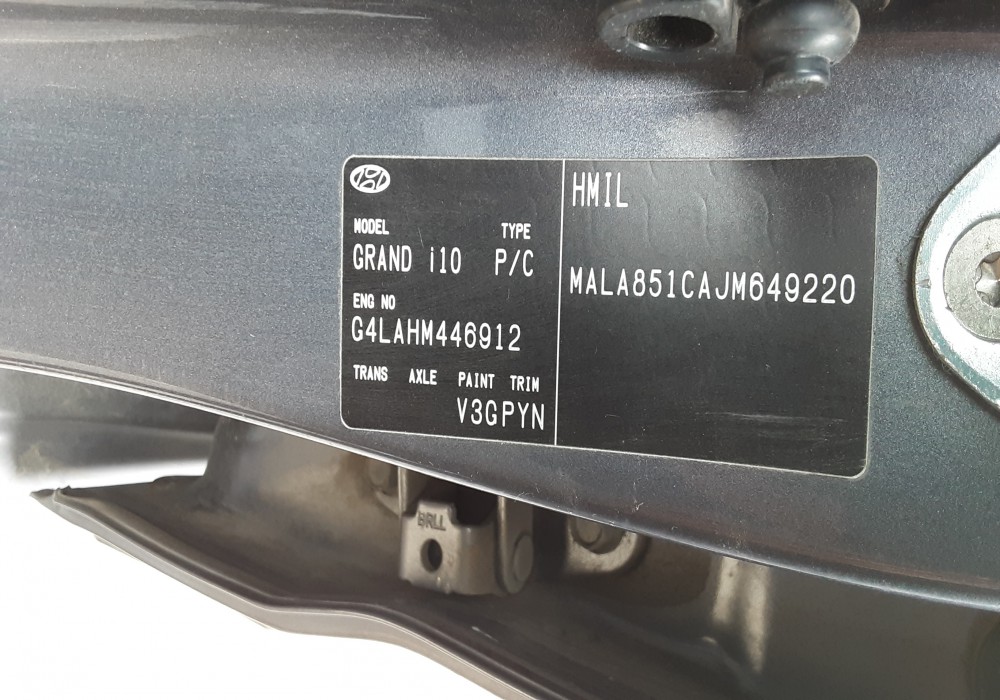 MODEL TYPE
GRAND i10 P/C
ENG NO
G4LAHM446912
TRANS AXLE PAINT TRIM
V3GPYN
HMIL
MALA851CAJM649220
BRLL